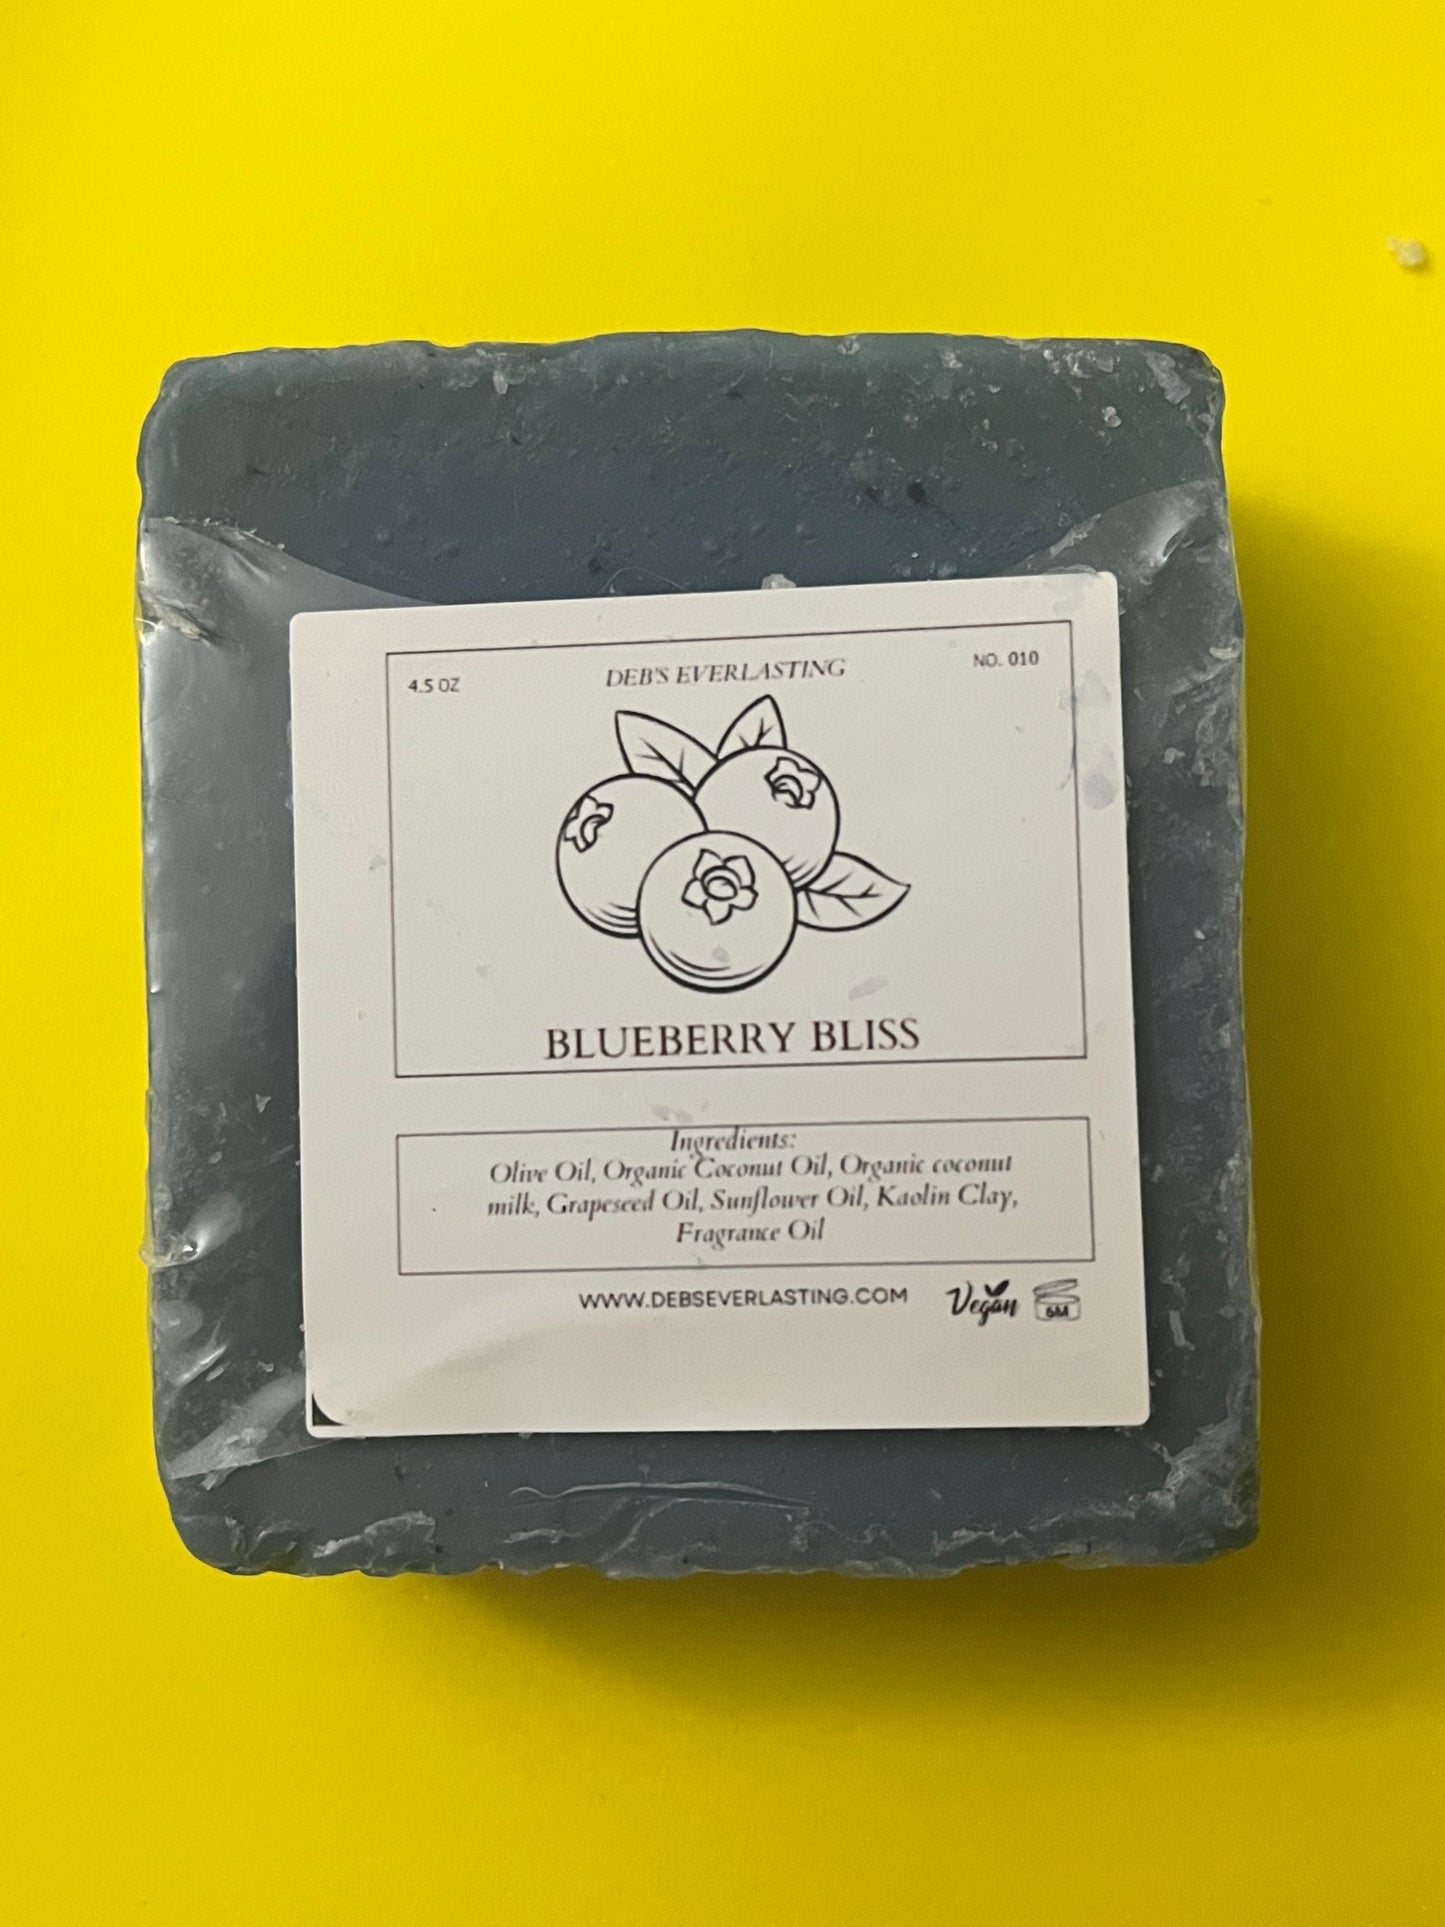 4.5 OZ
DEB'S EVERLASTING
NO. 010
BLUEBERRY BLISS
Ingredients:
Olive Oil, Organic Coconut Oil, Organic coconut
milk, Grapeseed Oil, Sunflower Oil, Kaolin Clay,
Fragrance Oil
WWW.DEBSEVERLASTING.COM
Vegan
6M